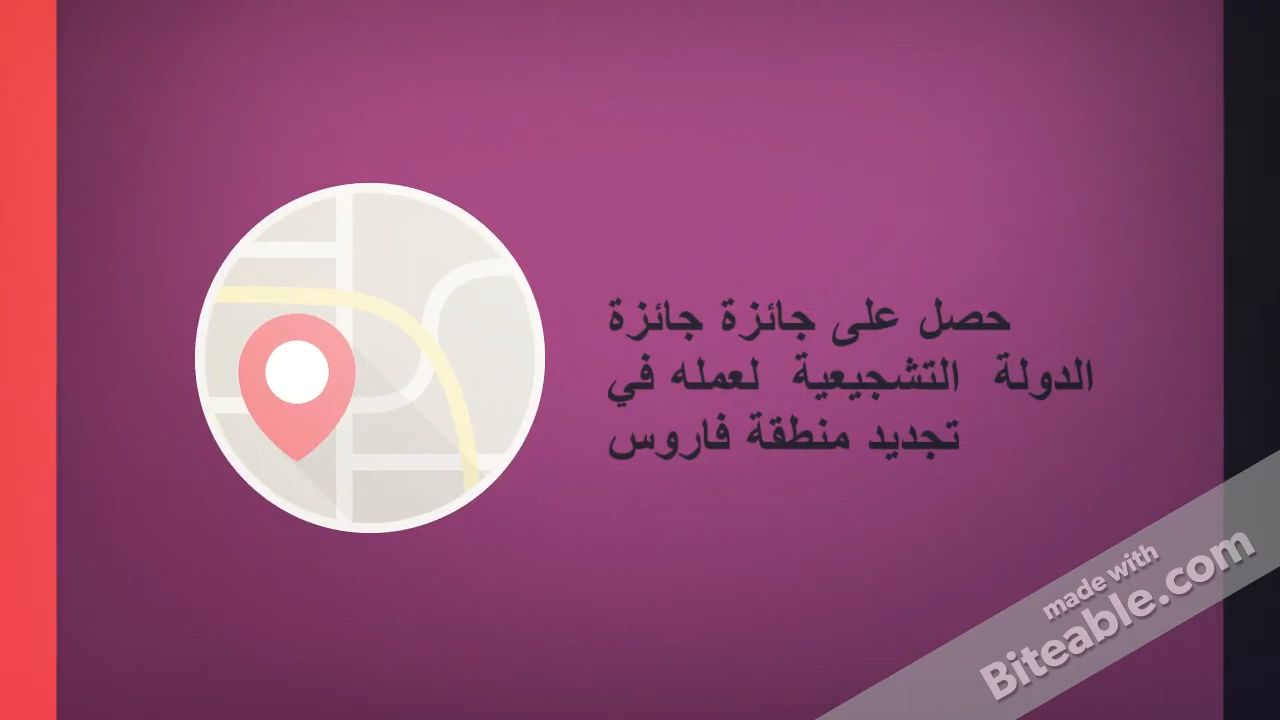 حصل على جائزة جائزة
الدولة التشجيعية لعمله في
تجديد منطقة فاروس
made with
Biteable.com